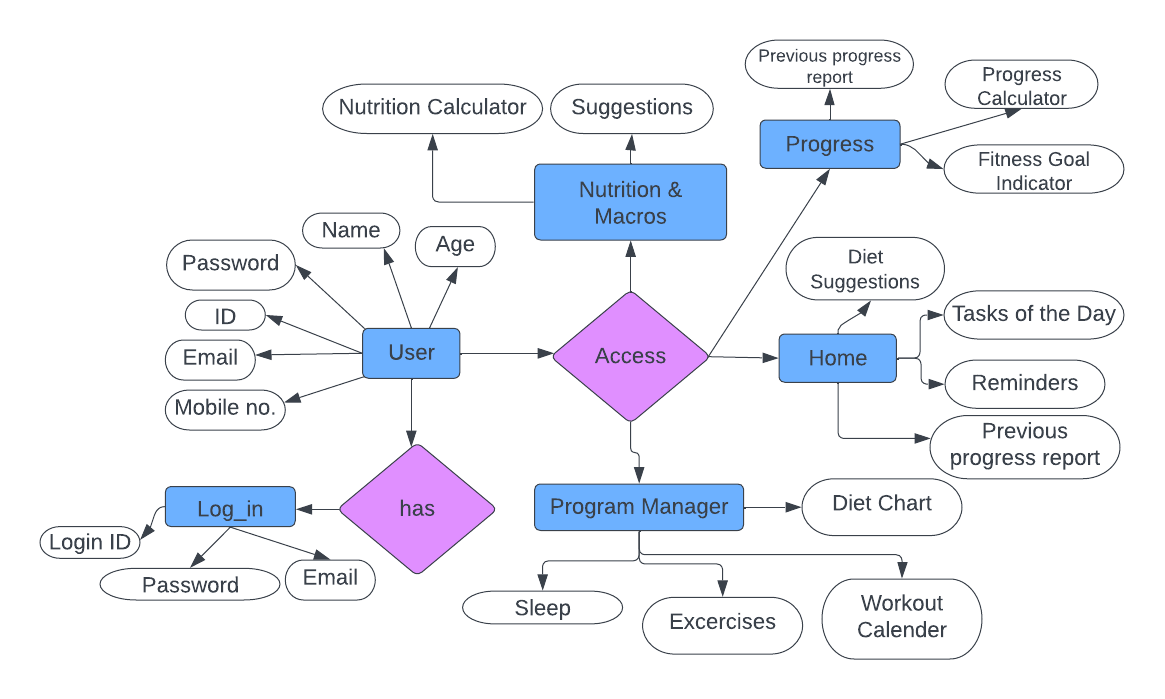 Previous progress
report
Progress
Calculator
Nutrition Calculator
Suggestions
Progress
Fitness Goal
Indicator
Nutrition &
Macros
Name
Age
Password
Diet
Suggestions
ID
Tasks of the Day
User
Access
Home
Email
Reminders
Mobile no.
Previous
progress report
Log_in
has
Program Manager
Diet Chart
Login ID
Password
Email
Sleep
Excercises
Workout
Calender